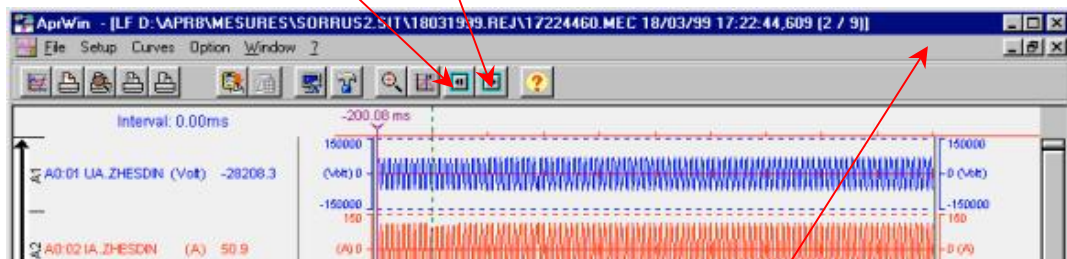 AprWin - [LF D:\APR8\MESURES\SORRUS2.SIT\18031999.REJ\17224460.MEC 18/03/99 17:22:44,609 (2 / 9)]
File Setup Curves Option Window ?
Interval: 0.00ms
-200.08 ms
150000
150000
A1 A0:01 UA.ZHESDIN (Volt) -28208.3
(Volt) 0
0 (Volt)
-150000
-150000
150
150
A2 A0:02 IA.ZHESDIN (A) 50.9
(A) 0
0 (A)